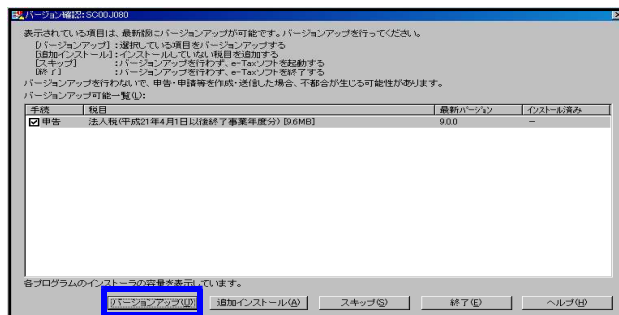 バージョン確認:SC00J080
表示されている項目は、最新版にバージョンアップが可能です。バージョンアップを行ってください。
[バージョンアップ]:選択している項目をバージョンアップする
[追加インストール]:インストールしていない税目を追加する
[スキップ] :バージョンアップを行わず、e-Taxソフトを起動する
[終了] :バージョンアップを行わず、e-Taxソフトを終了する
バージョンアップを行わないで、申告・申請等を作成・送信した場合、不都合が生じる可能性があります。
バージョンアップ可能一覧(L):
手続 税目 最新バージョン インストール済み
申告 法人税(平成21年4月1日以後終了事業年度分) [9.6MB] 9.0.0 －
各プログラムのインストーラの容量を表示しています。
バージョンアップ(U) 追加インストール(A) スキップ(S) 終了(E) ヘルプ(H)